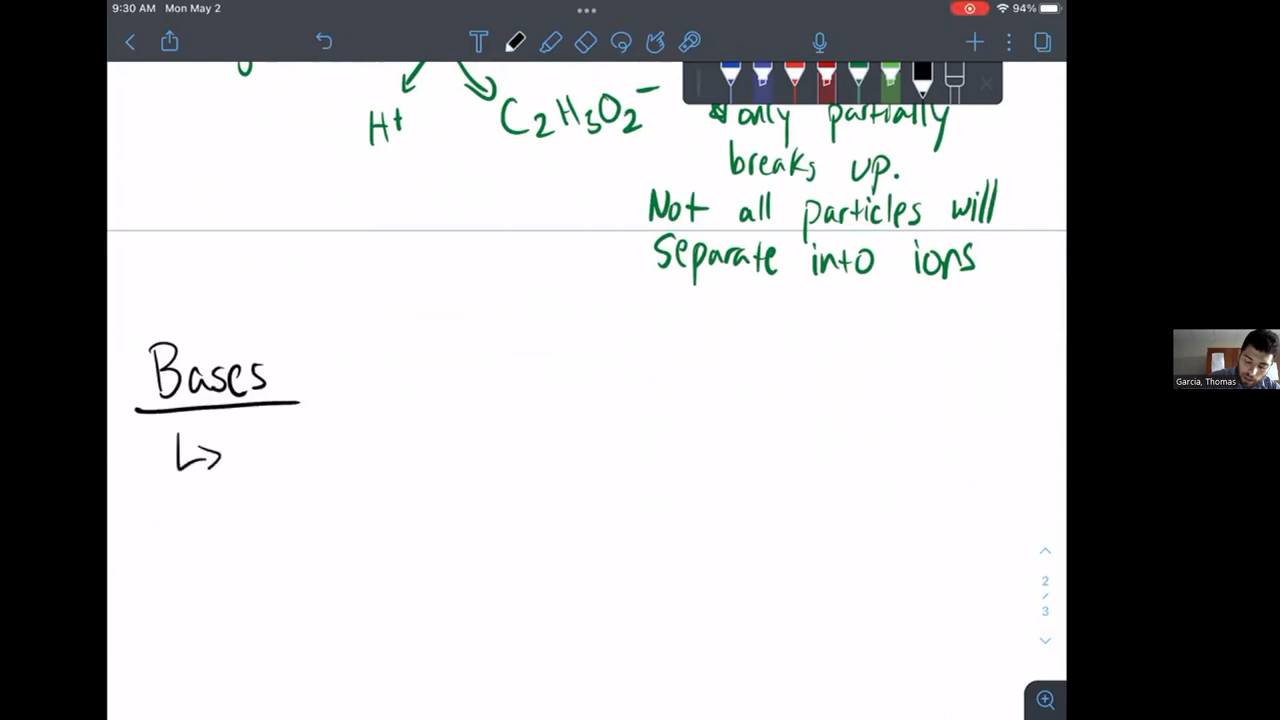 9:30 AM Mon May 2
94%
H+
C2H3O2−
only partially
breaks up.
Not all particles will
separate into ions
Bases
2
3
Garcia, Thomas